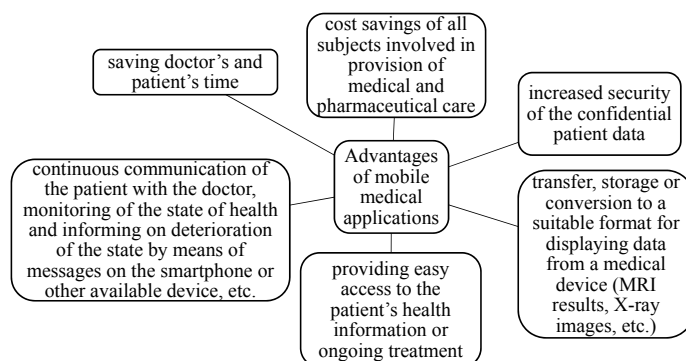 cost savings of all
subjects involved in
provision of
medical and
pharmaceutical care
saving doctor's and
patient's time
increased security
of the confidential
patient data
Advantages
of mobile
medical
applications
continuous communication of
the patient with the doctor,
monitoring of the state of health
and informing on deterioration
of the state by means of
messages on the smartphone or
other available device, etc.
transfer, storage or
conversion to a
suitable format for
displaying data
from a medical
device (MRI
results, X-ray
images, etc.)
providing easy
access to the
patient's health
information or
ongoing treatment